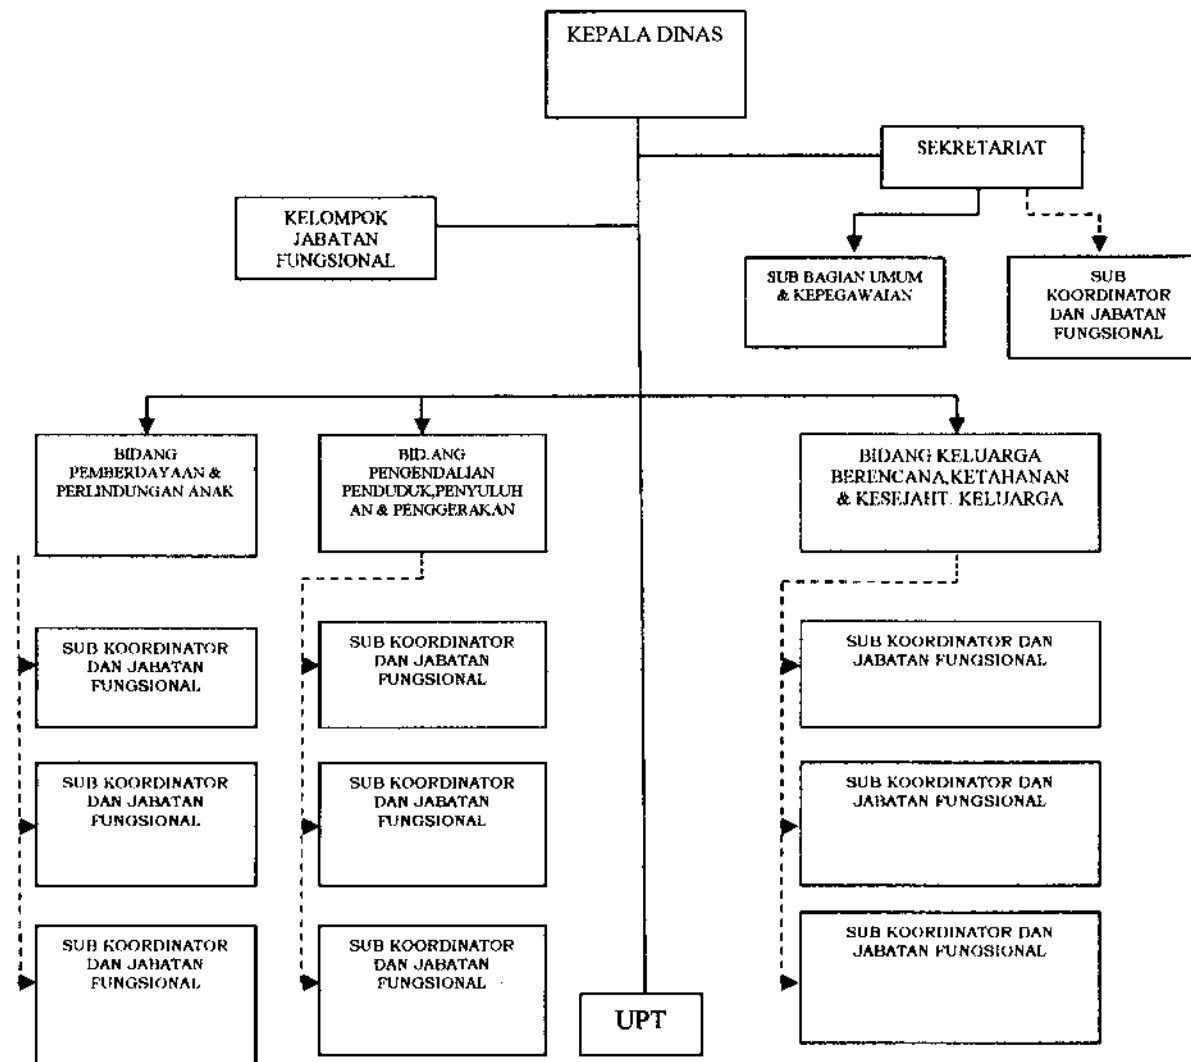 KEPALA DINAS
SEKRETARIAT
KELOMPOK
JABATAN
FUNGSIONAL
SUB BAGIAN UMUM
& KEPEGAWAIAN
SUB
KOORDINATOR
DAN JABATAN
FUNGSIONAL
BIDANG
PEMBERDAYAAN &
PERLINDUNGAN ANAK
BIDANG
PENGENDALIAN
PENDUDUK,PENYULUH
AN & PENGGERAKAN
BIDANG KELUARGA
BERENCANA,KETAHANAN
& KESEJAHT. KELUARGA
SUB KOORDINATOR
DAN JABATAN
FUNGSIONAL
SUB KOORDINATOR
DAN JABATAN
FUNGSIONAL
SUB KOORDINATOR DAN
JABATAN FUNGSIONAL
SUB KOORDINATOR
DAN JABATAN
FUNGSIONAL
SUB KOORDINATOR
DAN JABATAN
FUNGSIONAL
SUB KOORDINATOR DAN
JABATAN FUNGSIONAL
SUB KOORDINATOR
DAN JABATAN
FUNGSIONAL
SUB KOORDINATOR
DAN JABATAN
FUNGSIONAL
SUB KOORDINATOR DAN
JABATAN FUNGSIONAL
UPT